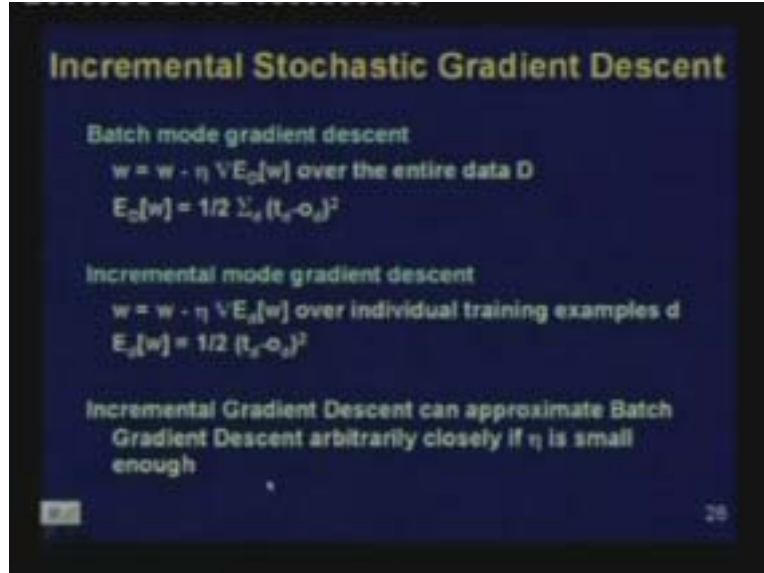 Incremental Stochastic Gradient Descent
Batch mode gradient descent
w = w - η ∇E_D[w] over the entire data D
E_D[w] = 1/2 Σ_d (t_d-o_d)²
Incremental mode gradient descent
w = w - η ∇E_d[w] over individual training examples d
E_d[w] = 1/2 (t_d-o_d)²
Incremental Gradient Descent can approximate Batch
Gradient Descent arbitrarily closely if η is small
enough